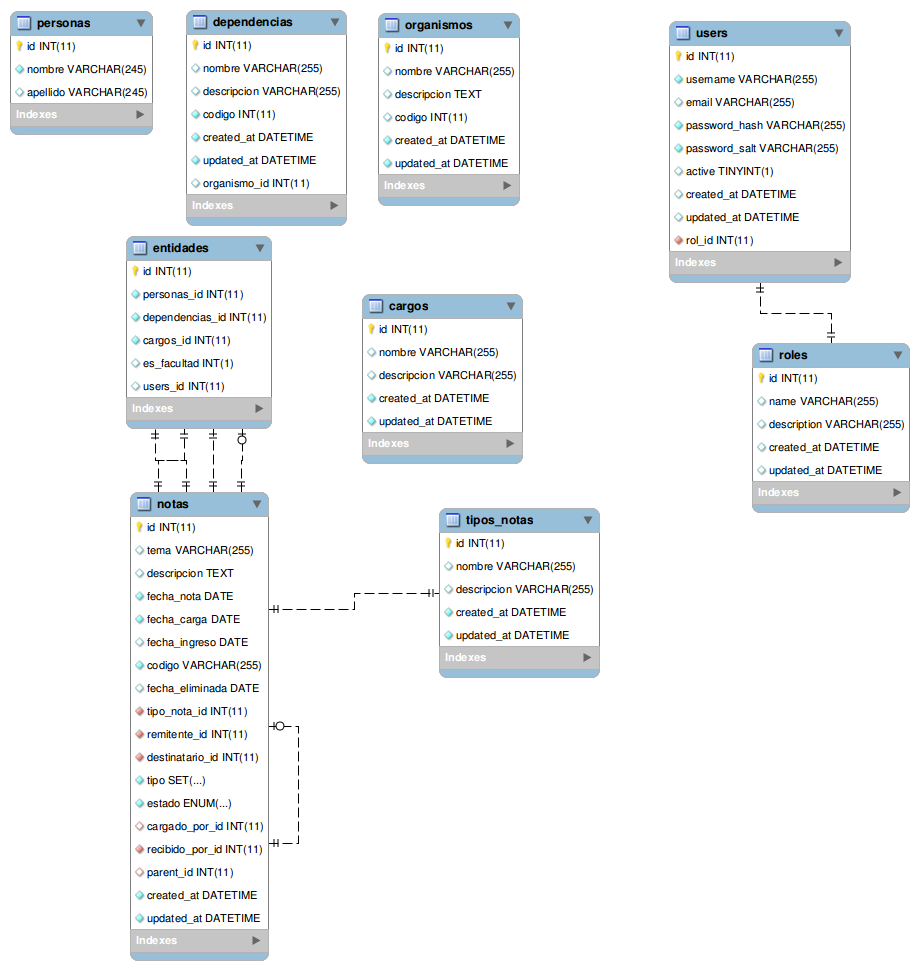 personas
id INT(11)
nombre VARCHAR(245)
apellido VARCHAR(245)
Indexes
dependencias
id INT(11)
nombre VARCHAR(255)
descripcion VARCHAR(255)
codigo INT(11)
created_at DATETIME
updated_at DATETIME
organismo_id INT(11)
Indexes
organismos
id INT(11)
nombre VARCHAR(255)
descripcion TEXT
codigo INT(11)
created_at DATETIME
updated_at DATETIME
Indexes
users
id INT(11)
username VARCHAR(255)
email VARCHAR(255)
password_hash VARCHAR(255)
password_salt VARCHAR(255)
active TINYINT(1)
created_at DATETIME
updated_at DATETIME
rol_id INT(11)
Indexes
entidades
id INT(11)
personas_id INT(11)
dependencias_id INT(11)
cargos_id INT(11)
es_facultad INT(1)
users_id INT(11)
Indexes
cargos
id INT(11)
nombre VARCHAR(255)
descripcion VARCHAR(255)
created_at DATETIME
updated_at DATETIME
Indexes
roles
id INT(11)
name VARCHAR(255)
description VARCHAR(255)
created_at DATETIME
updated_at DATETIME
Indexes
notas
id INT(11)
tema VARCHAR(255)
descripcion TEXT
fecha_nota DATE
fecha_carga DATE
fecha_ingreso DATE
codigo VARCHAR(255)
fecha_eliminada DATE
tipo_nota_id INT(11)
remitente_id INT(11)
destinatario_id INT(11)
tipo SET(...)
estado ENUM(...)
cargado_por_id INT(11)
recibido_por_id INT(11)
parent_id INT(11)
created_at DATETIME
updated_at DATETIME
Indexes
tipos_notas
id INT(11)
nombre VARCHAR(255)
descripcion VARCHAR(255)
created_at DATETIME
updated_at DATETIME
Indexes